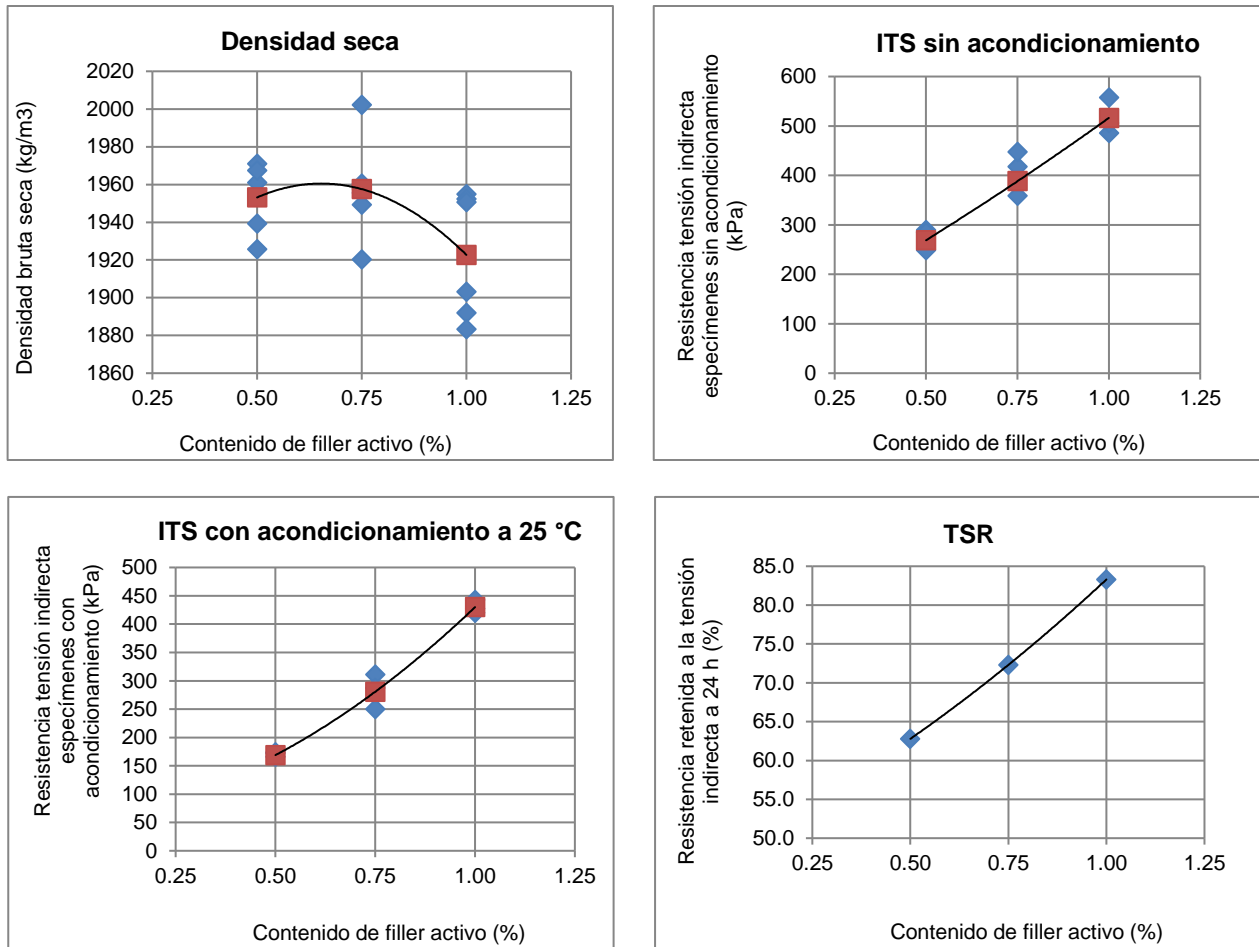 Densidad seca
Densidad bruta seca (kg/m3)
2020
2000
1980
1960
1940
1920
1900
1880
1860
0.25 0.50 0.75 1.00 1.25
Contenido de filler activo (%)
ITS sin acondicionamiento
Resistencia tensión indirecta
especímenes sin acondicionamiento
(kPa)
600
500
400
300
200
100
0
0.25 0.50 0.75 1.00 1.25
Contenido de filler activo (%)
ITS con acondicionamiento a 25 °C
Resistencia tensión indirecta
especímenes con
acondicionamiento (kPa)
500
450
400
350
300
250
200
150
100
50
0
0.25 0.50 0.75 1.00 1.25
Contenido de filler activo (%)
TSR
Resistencia retenida a la tensión
indirecta a 24 h (%)
85.0
80.0
75.0
70.0
65.0
60.0
55.0
50.0
0.25 0.50 0.75 1.00 1.25
Contenido de filler activo (%)